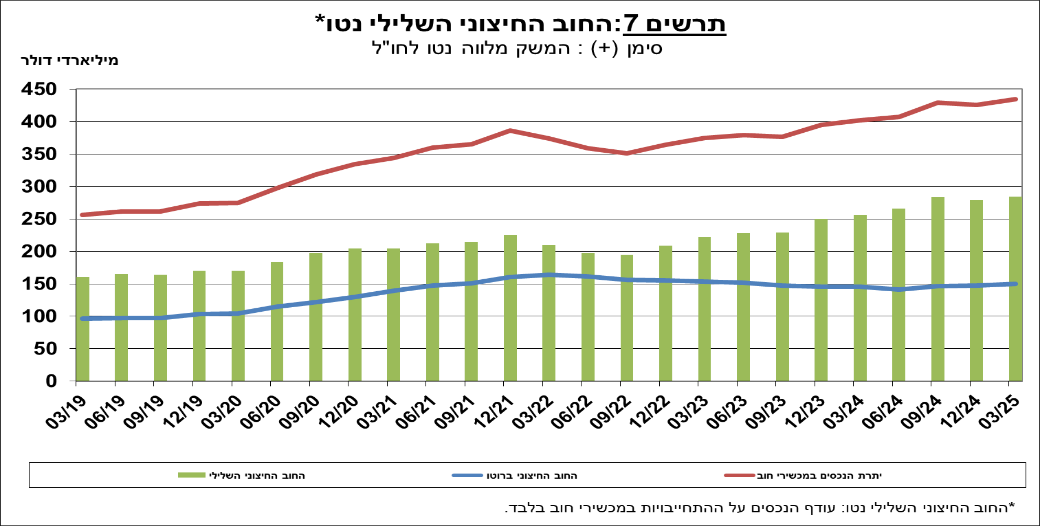 תרשים 7:החוב החיצוני השלילי נטו*
סימן (+) : המשק מלווה נטו לחו"ל
מיליארדי דולר
450
400
350
300
250
200
150
100
50
0
03/19 06/19 09/19 12/19 03/20 06/20 09/20 12/20 03/21 06/21 09/21 12/21 03/22 06/22 09/22 12/22 03/23 06/23 09/23 12/23 03/24 06/24 09/24 12/24 03/25
יתרת הנכסים במכשירי חוב החוב החיצוני ברוטו החוב החיצוני השלילי
*החוב החיצוני השלילי נטו: עודף הנכסים על ההתחייבויות במכשירי חוב בלבד.